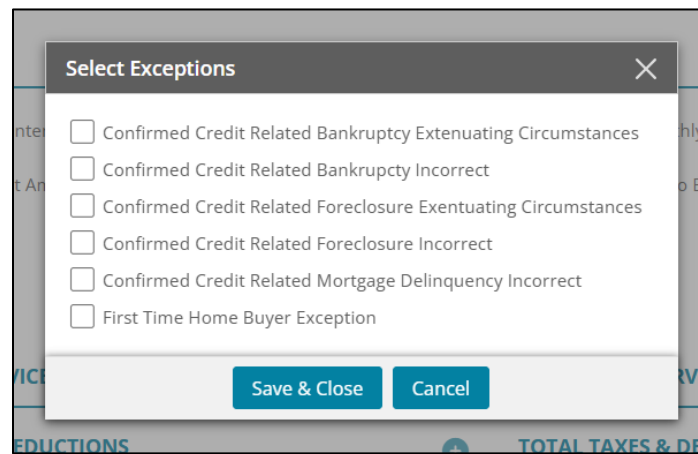 Select Exceptions
Confirmed Credit Related Bankruptcy Extenuating Circumstances
Confirmed Credit Related Bankrupcty Incorrect
Confirmed Credit Related Foreclosure Exentuating Circumstances
Confirmed Credit Related Foreclosure Incorrect
Confirmed Credit Related Mortgage Delinquency Incorrect
First Time Home Buyer Exception
Save & Close Cancel
EDUCTIONS TOTAL TAXES & DE